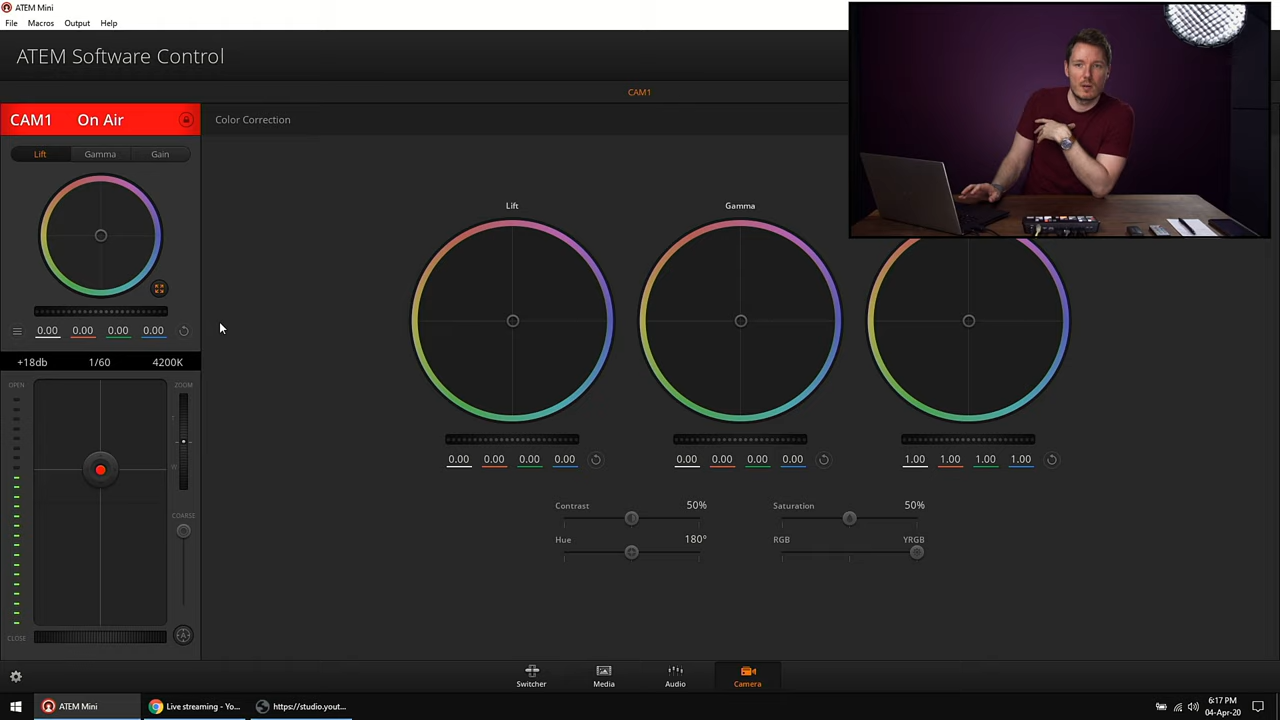 ATEM Mini
File Macros Output Help
ATEM Software Control
CAM1
CAM1 On Air
Color Correction
Lift Gamma Gain
Lift Gamma
0.00 0.00 0.00 0.00
+18db 1/60 4200K
OPEN
ZOOM
T
W
COARSE
CLOSE
A
0.00 0.00 0.00 0.00
0.00 0.00 0.00 0.00
1.00 1.00 1.00 1.00
Contrast 50%
Saturation 50%
Hue 180°
RGB YRGB
Switcher Media Audio Camera
ATEM Mini
Live streaming - Yo...
https://studio.yout...
6:17 PM
04-Apr-20